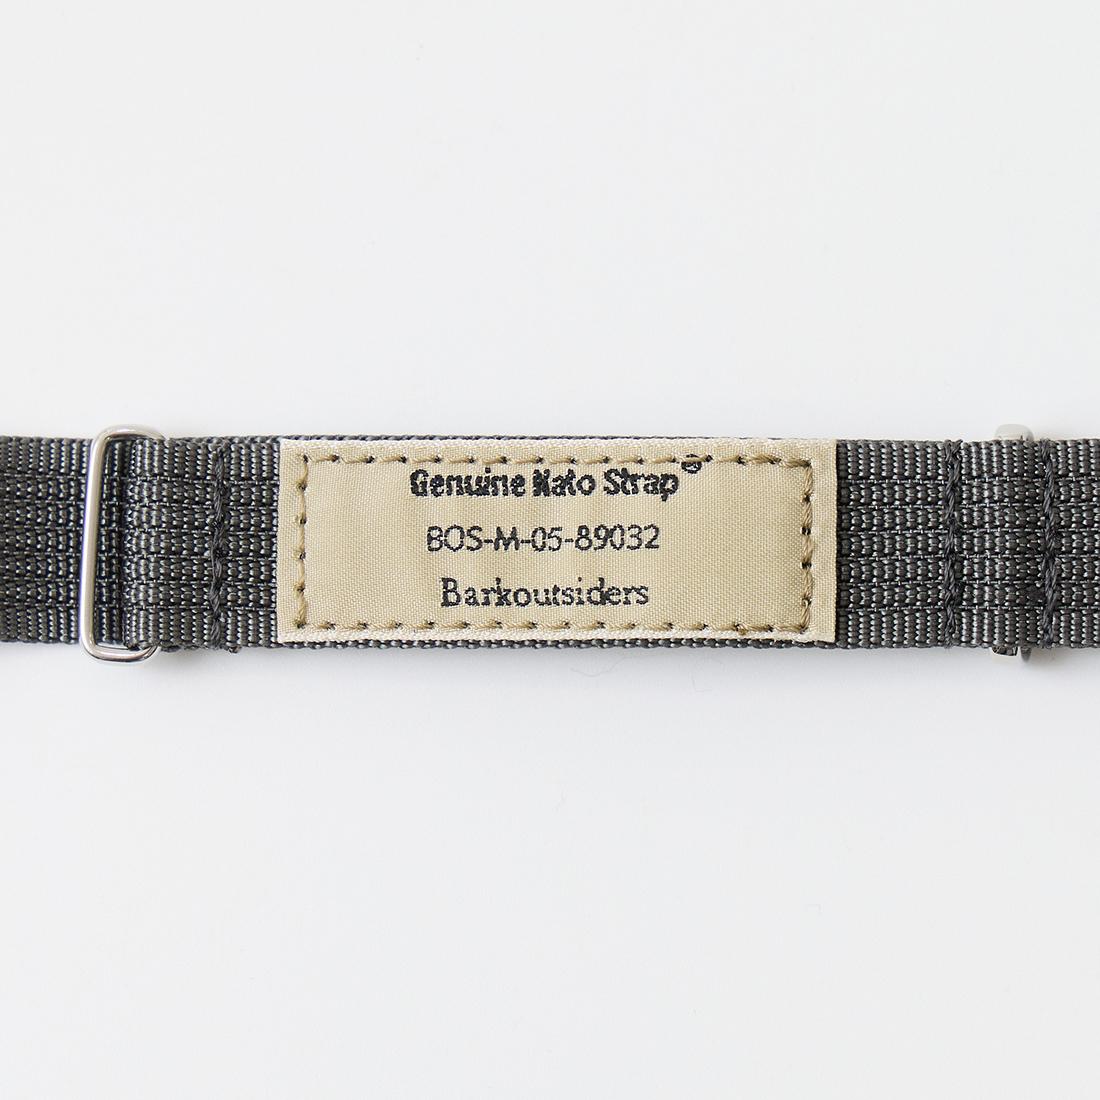 Genuine Nato Strap®
BOS-M-05-89032
Barkoutsiders